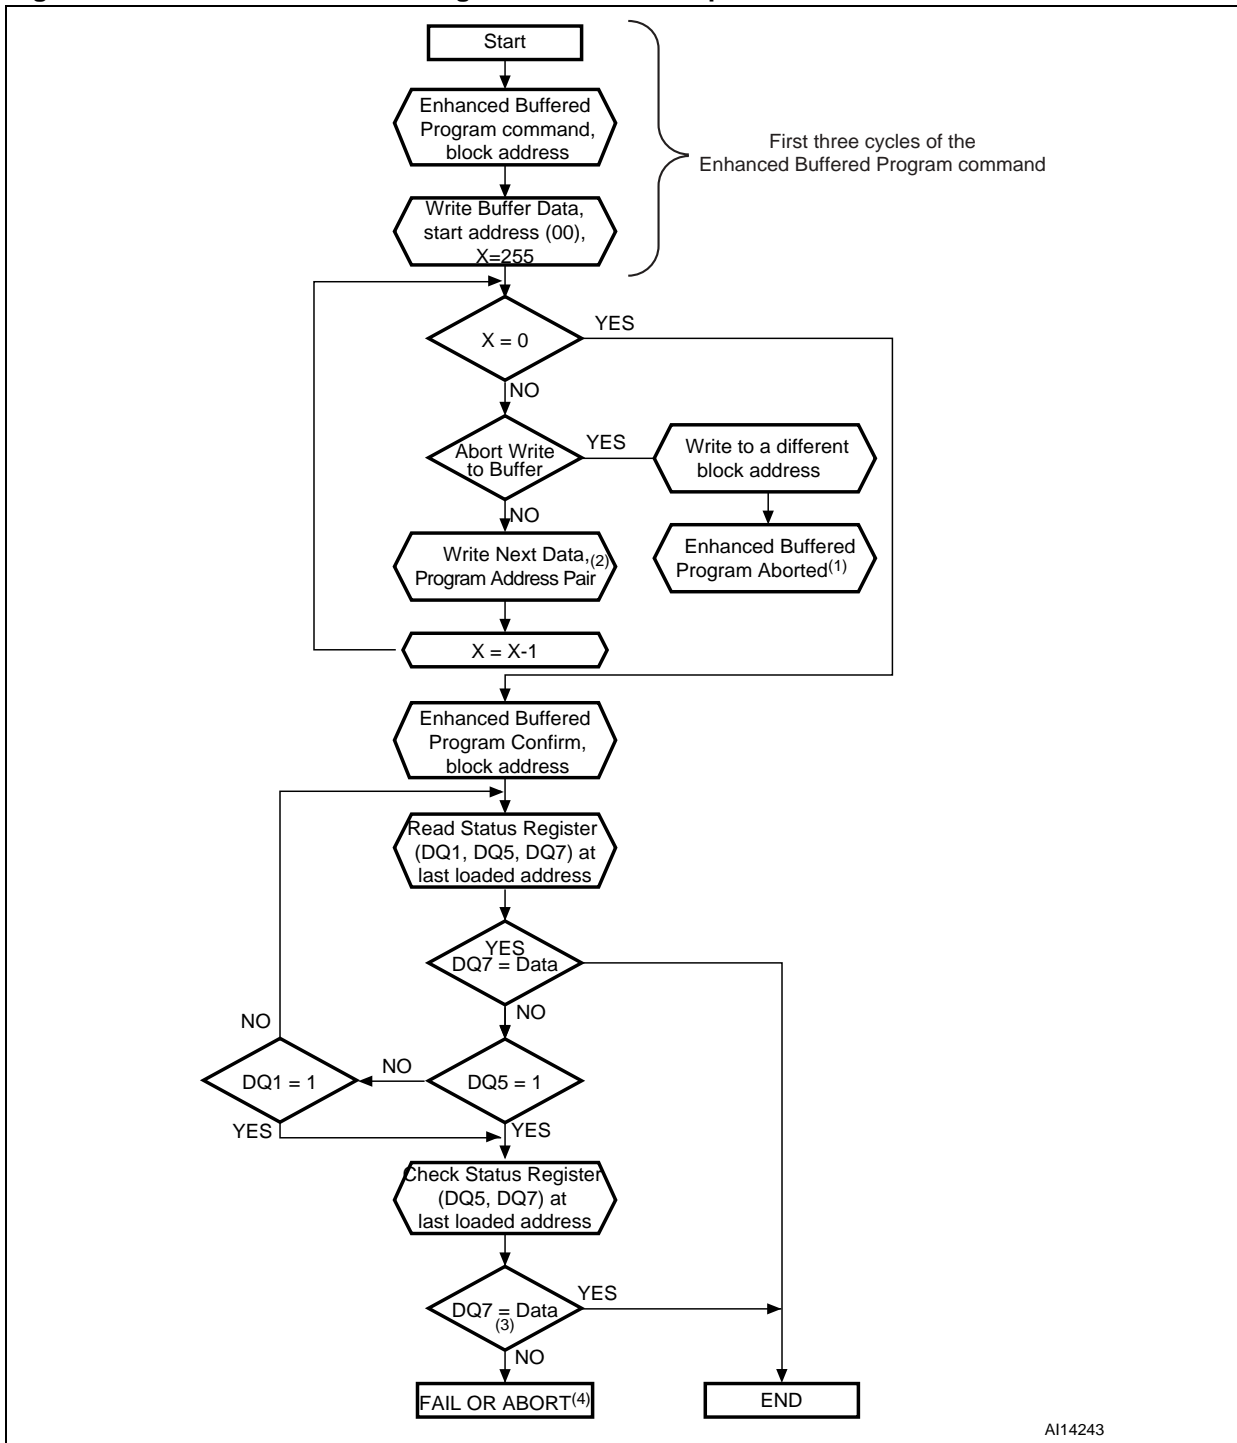 Start
Enhanced Buffered
Program command,
block address
First three cycles of the
Enhanced Buffered Program command
Write Buffer Data,
start address (00),
X=255
X = 0
YES
NO
Abort Write
to Buffer
YES
Write to a different
block address
NO
Write Next Data,(2)
Program Address Pair
Enhanced Buffered
Program Aborted(1)
X = X-1
Enhanced Buffered
Program Confirm,
block address
Read Status Register
(DQ1, DQ5, DQ7) at
last loaded address
YES
DQ7 = Data
NO
NO
DQ1 = 1
NO
DQ5 = 1
YES
YES
Check Status Register
(DQ5, DQ7) at
last loaded address
DQ7 = Data
(3)
YES
NO
FAIL OR ABORT(4)
END
AI14243